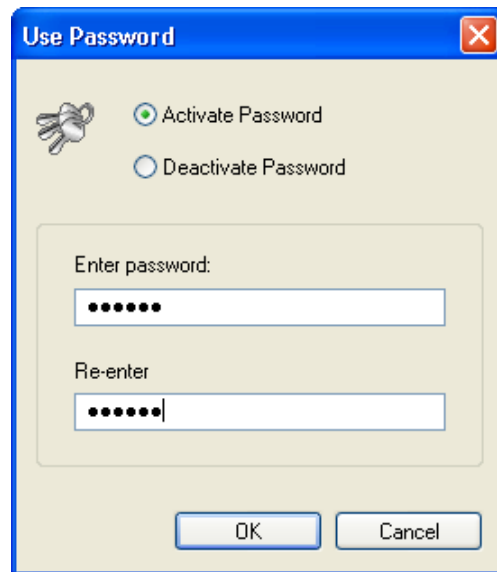 Use Password
Activate Password
Deactivate Password
Enter password:
••••••
Re-enter
••••••
OK
Cancel